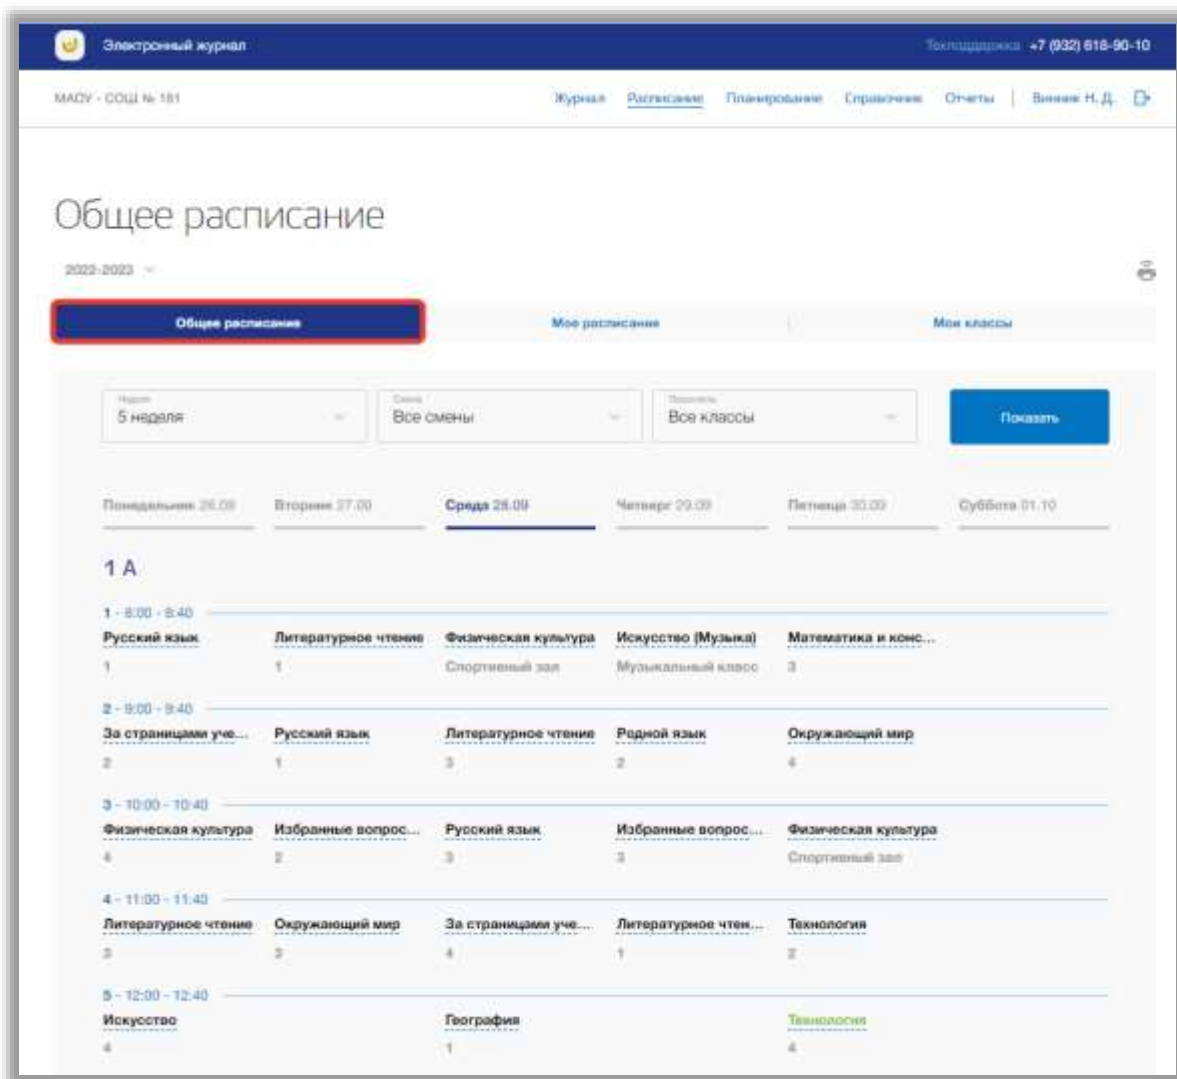 Электронный журнал Техподдержка +7 (932) 618-90-10
МАОУ - СОШ № 181 Журнал Расписание Планирование Справочник Отчеты Винник Н. Д.
Общее расписание
2022-2023
Общее расписание Мое расписание Мои классы
Неделя Смена
5 неделя Все смены Все классы Показать
Понедельник 26.09 Вторник 27.09 Среда 28.09 Четверг 29.09 Пятница 30.09 Суббота 01.10
1 А
1 - 8:00 - 8:40
Русский язык Литературное чтение Физическая культура Искусство (Музыка) Математика и конс...
1 1 Спортивный зал Музыкальный класс 3
2 - 9:00 - 9:40
За страницами уче... Русский язык Литературное чтение Родной язык Окружающий мир
2 1 3 2 4
3 - 10:00 - 10:40
Физическая культура Избранные вопрос... Русский язык Избранные вопрос... Физическая культура
4 2 3 3 Спортивный зал
4 - 11:00 - 11:40
Литературное чтение Окружающий мир За страницами уче... Литературное чтен... Технология
3 3 4 1 2
5 - 12:00 - 12:40
Искусство География Технология
4 1 4